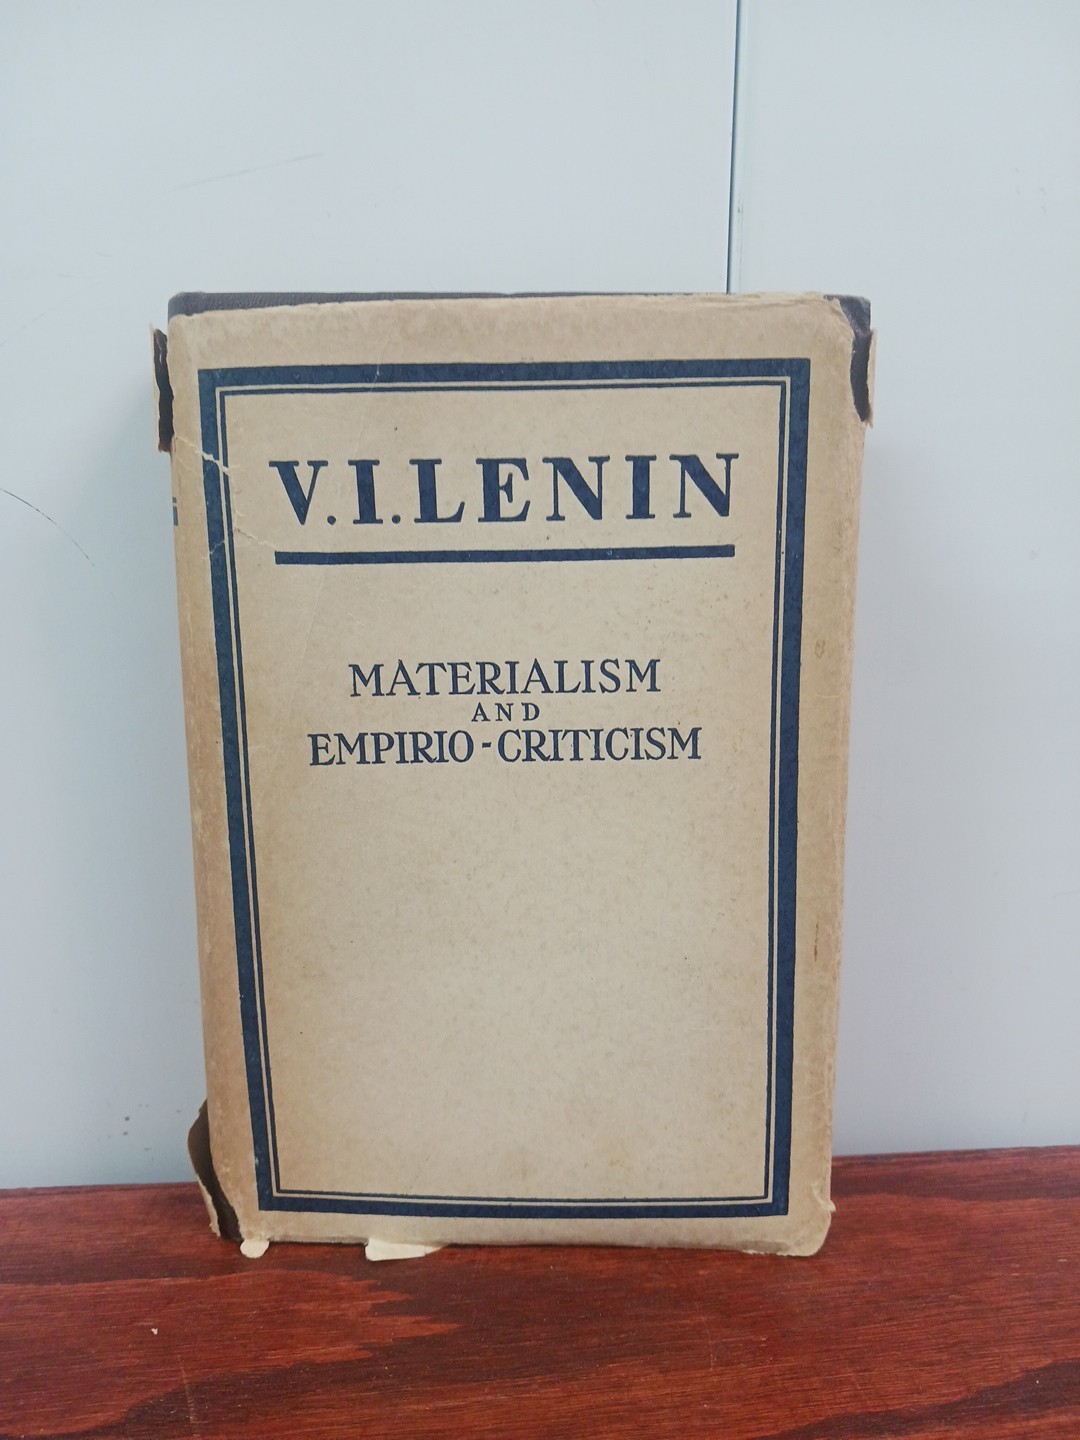 V.I.LENIN
MATERIALISM
AND
EMPIRIO-CRITICISM